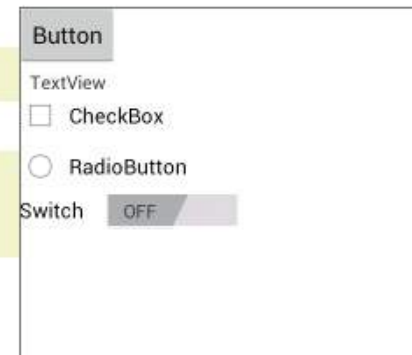 Button
TextView
CheckBox
RadioButton
Switch OFF